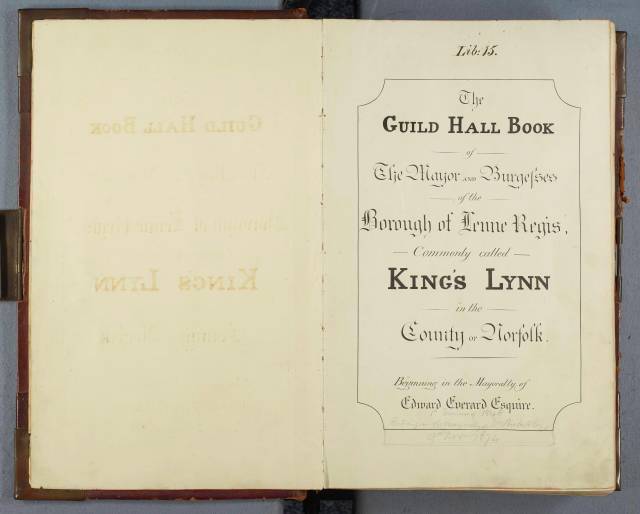 Lib: 15.
The
GUILD HALL BOOK
of
The Mayor AND Burgeſses
of the
Borough of Lenne Regis,
Commonly called
KING'S LYNN
in the
County OF Norfolk.
Beginning in the Mayoralty of
Edward Everard Esquire.